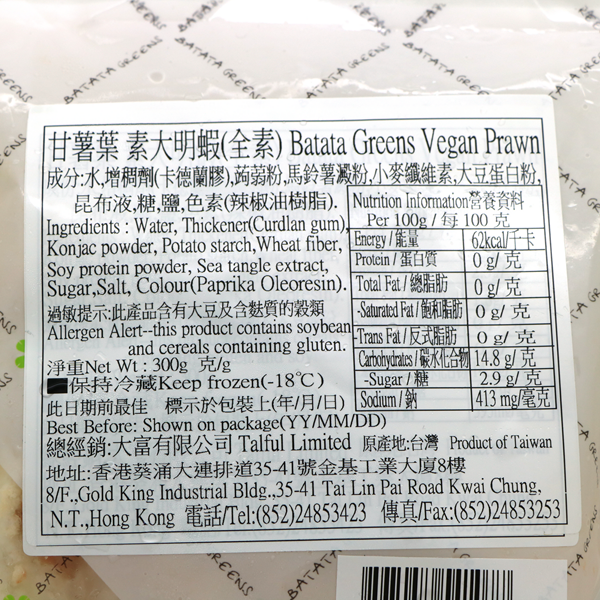 BATATA GREENS
甘薯葉 素大明蝦(全素) Batata Greens Vegan Prawn
成分:水,增稠劑(卡德蘭膠),蒟蒻粉,馬鈴薯澱粉,小麥纖維素,大豆蛋白粉,
昆布液,糖,鹽,色素(辣椒油樹脂).
Ingredients : Water, Thickener(Curdlan gum),
Konjac powder, Potato starch,Wheat fiber,
Soy protein powder, Sea tangle extract,
Sugar,Salt, Colour(Paprika Oleoresin).
過敏提示:此產品含有大豆及含麩質的穀類
Allergen Alert--this product contains soybean
and cereals containing gluten.
淨重Net Wt : 300g 克/g
保持冷藏Keep frozen(-18℃)
此日期前最佳 標示於包裝上(年/月/日)
Best Before: Shown on package(YY/MM/DD)
Nutrition Information營養資料
Per 100g / 每 100 克
Energy / 能量 62kcal/千卡
Protein / 蛋白質 0 g/ 克
Total Fat / 總脂肪 0 g/ 克
-Saturated Fat / 飽和脂肪 0 g/ 克
-Trans Fat / 反式脂肪 0 g/ 克
Carbohydrates / 碳水化合物 14.8 g/ 克
-Sugar / 糖 2.9 g/ 克
Sodium / 鈉 413 mg/毫克
總經銷:大富有限公司 Talful Limited 原產地:台灣 Product of Taiwan
地址:香港葵涌大連排道35-41號金基工業大廈8樓
8/F.,Gold King Industrial Bldg.,35-41 Tai Lin Pai Road Kwai Chung,
N.T.,Hong Kong 電話/Tel:(852)24853423 傳真/Fax:(852)24853253